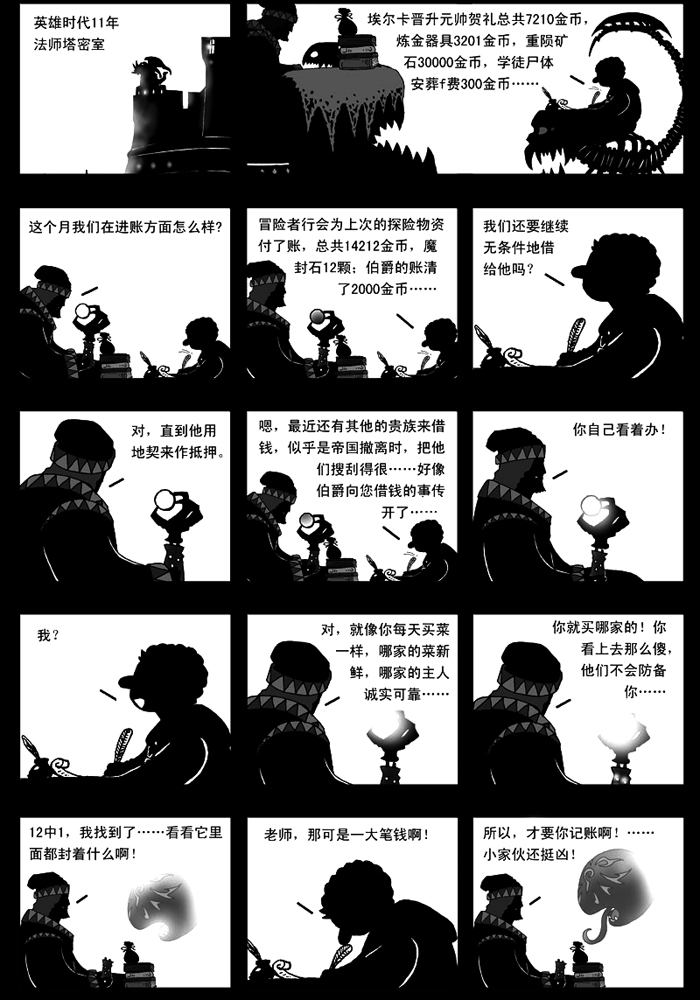 英雄时代11年
法师塔密室
埃尔卡晋升元帅贺礼总共7210金币，
炼金器具3201金币，重陨矿
石30000金币，学徒尸体
安葬f费300金币……
这个月我们在进账方面怎么样?
冒险者行会为上次的探险物资
付了账，总共14212金币，魔
封石12颗；伯爵的账清
了2000金币……
我们还要继续
无条件地借
给他吗？
对，直到他用
地契来作抵押。
嗯，最近还有其他的贵族来借
钱，似乎是帝国撤离时，把他
们搜刮得很……好像
伯爵向您借钱的事传
开了……
你自己看着办！
我？
对，就像你每天买菜
一样，哪家的菜新
鲜，哪家的主人
诚实可靠……
你就买哪家的！你
看上去那么傻，
他们不会防备
你……
12中1，我找到了……看看它里
面都封着什么啊！
老师，那可是一大笔钱啊！
所以，才要你记账啊！……
小家伙还挺凶！